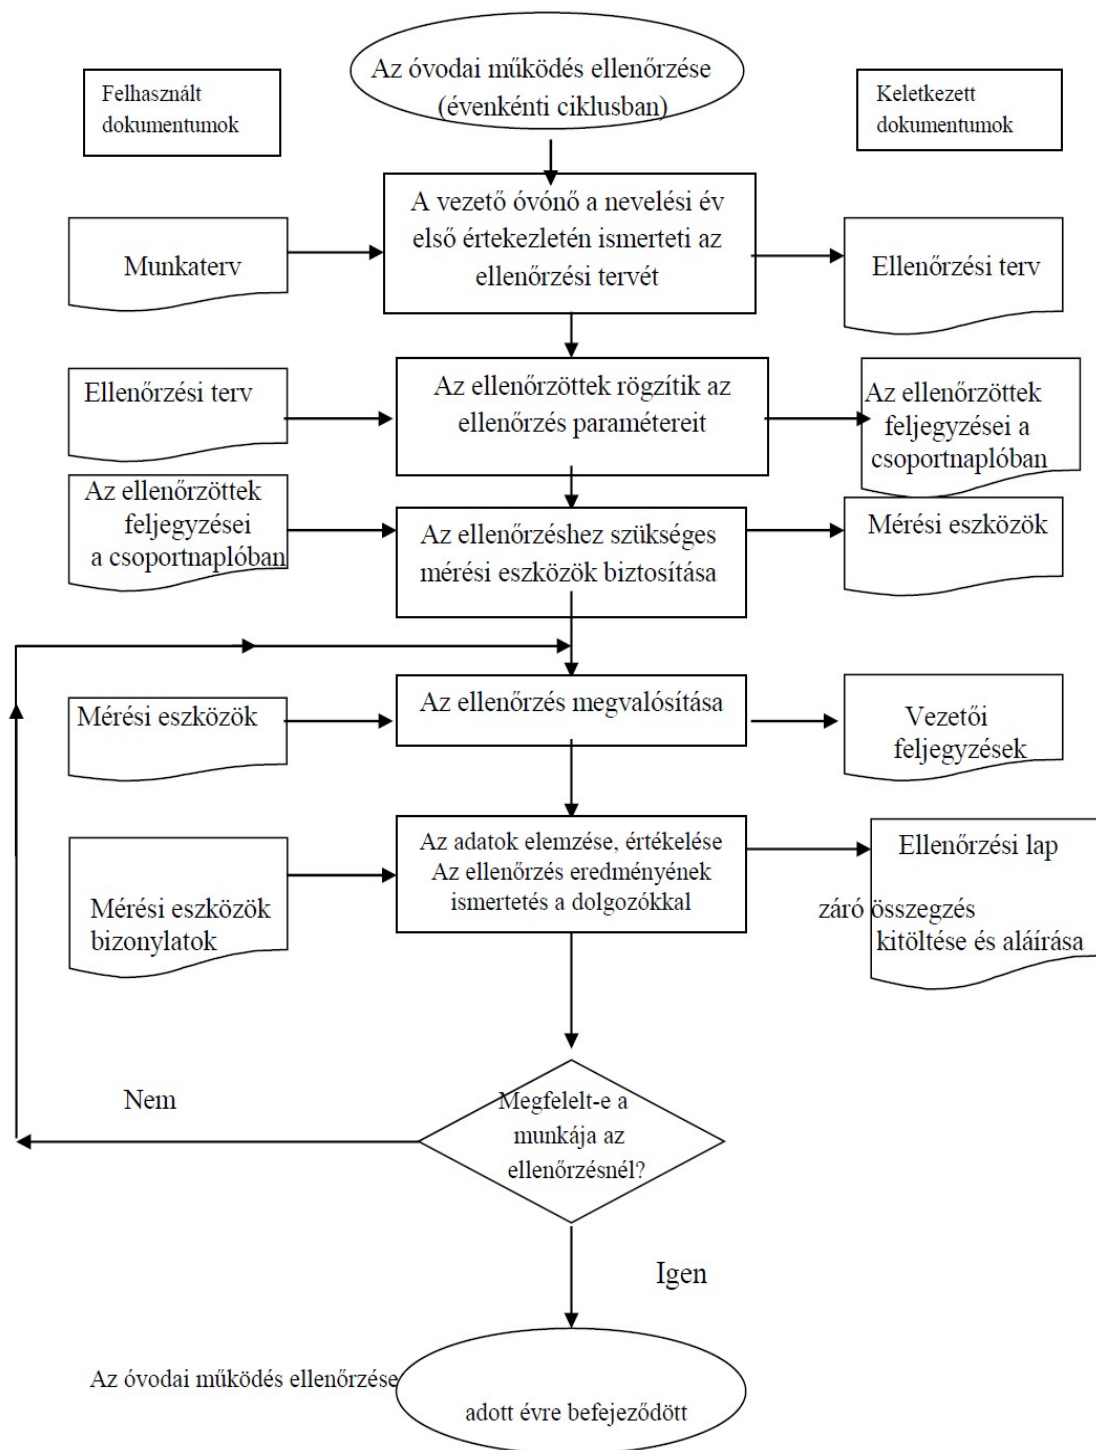 Az óvodai működés ellenőrzése
(évenkénti ciklusban)
Felhasznált
dokumentumok
Keletkezett
dokumentumok
Munkaterv
A vezető óvónő a nevelési év
első értekezletén ismerteti az
ellenőrzési tervét
Ellenőrzési terv
Ellenőrzési terv
Az ellenőrzöttek rögzítik az
ellenőrzés paramétereit
Az ellenőrzöttek
feljegyzései a
csoportnaplóban
Az ellenőrzöttek
feljegyzései
a csoportnaplóban
Az ellenőrzéshez szükséges
mérési eszközök biztosítása
Mérési eszközök
Mérési eszközök
Az ellenőrzés megvalósítása
Vezetői
feljegyzések
Mérési eszközök
bizonylatok
Az adatok elemzése, értékelése
Az ellenőrzés eredményének
ismertetés a dolgozókkal
Ellenőrzési lap
záró összegzés
kitöltése és aláírása
Nem
Megfelelt-e a
munkája az
ellenőrzésnél?
Igen
Az óvodai működés ellenőrzése
adott évre befejeződött